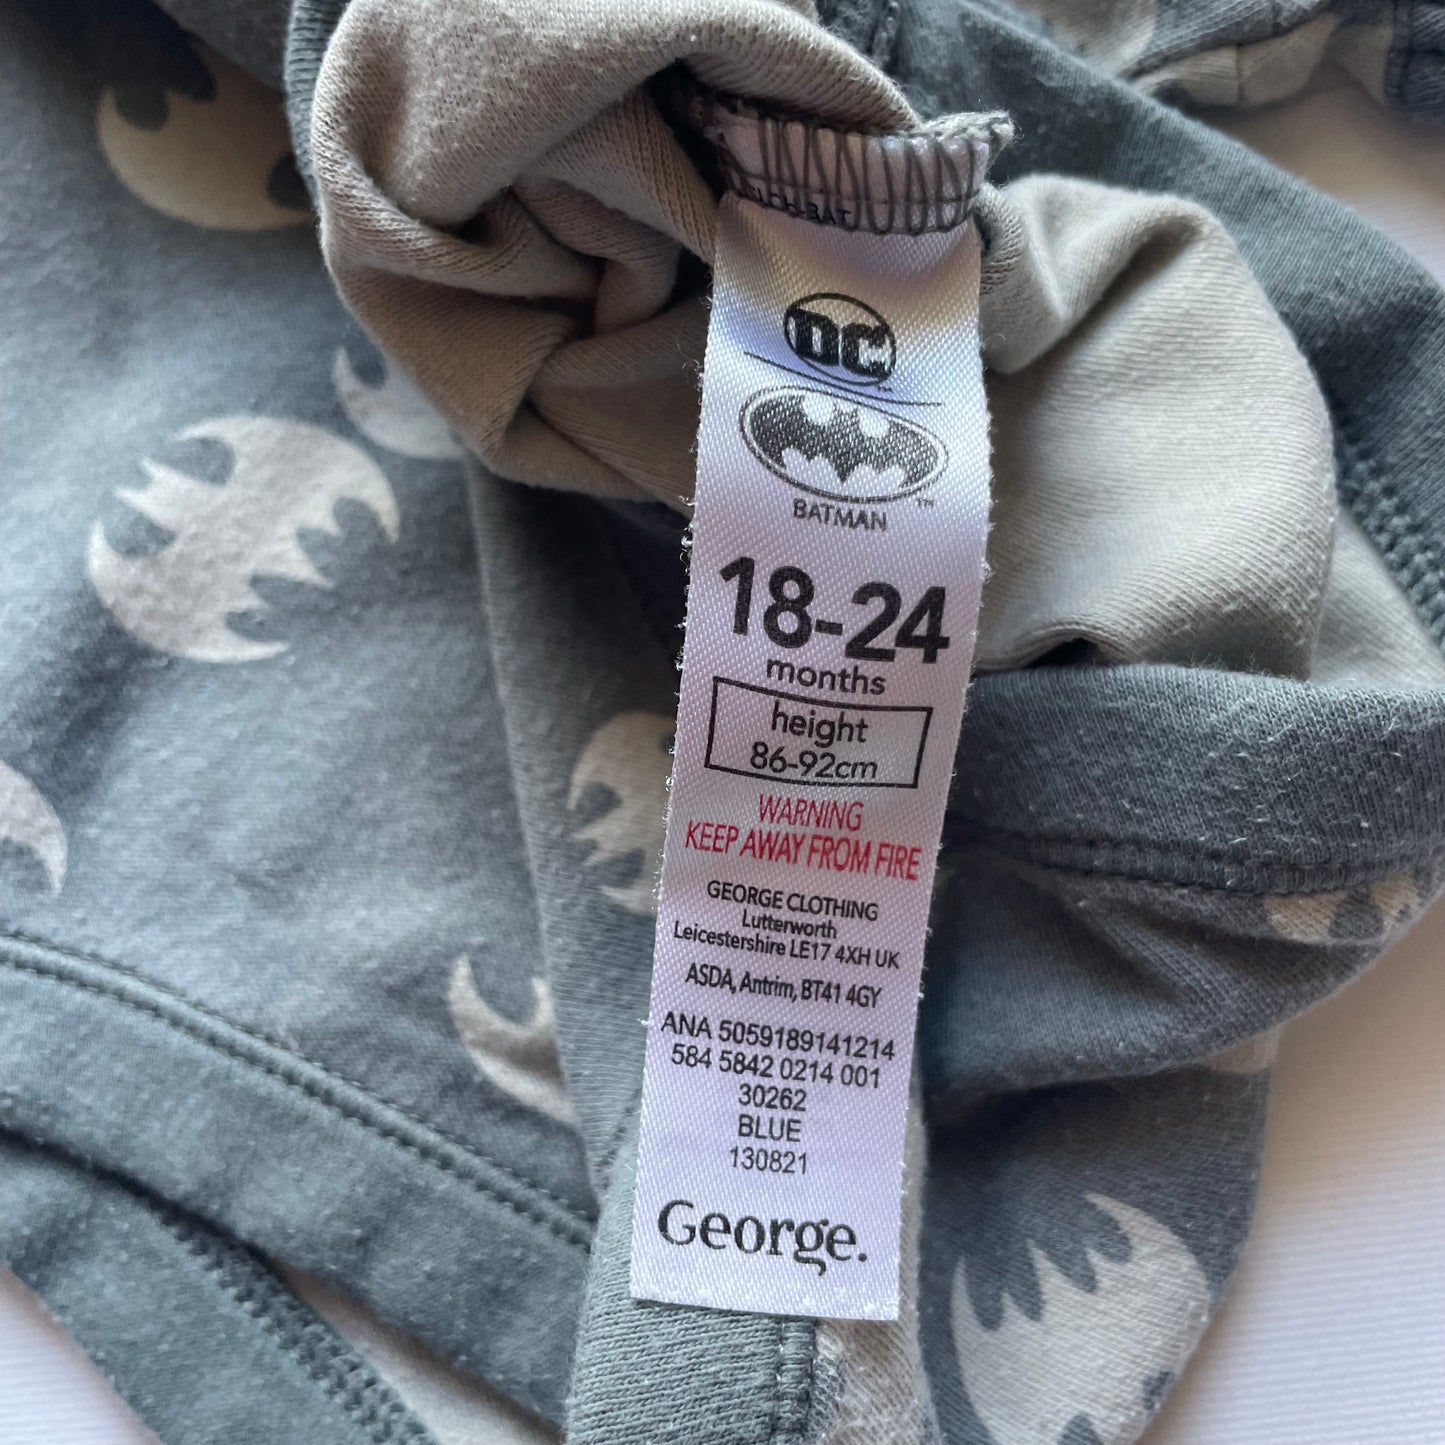 DC
BATMAN
18-24
months
height
86-92cm
WARNING
KEEP AWAY FROM FIRE
GEORGE CLOTHING
Lutterworth
Leicestershire LE17 4XH UK
ASDA, Antrim, BT41 4GY
ANA 5059189141214
584 5842 0214 001
30262
BLUE
130821
George.